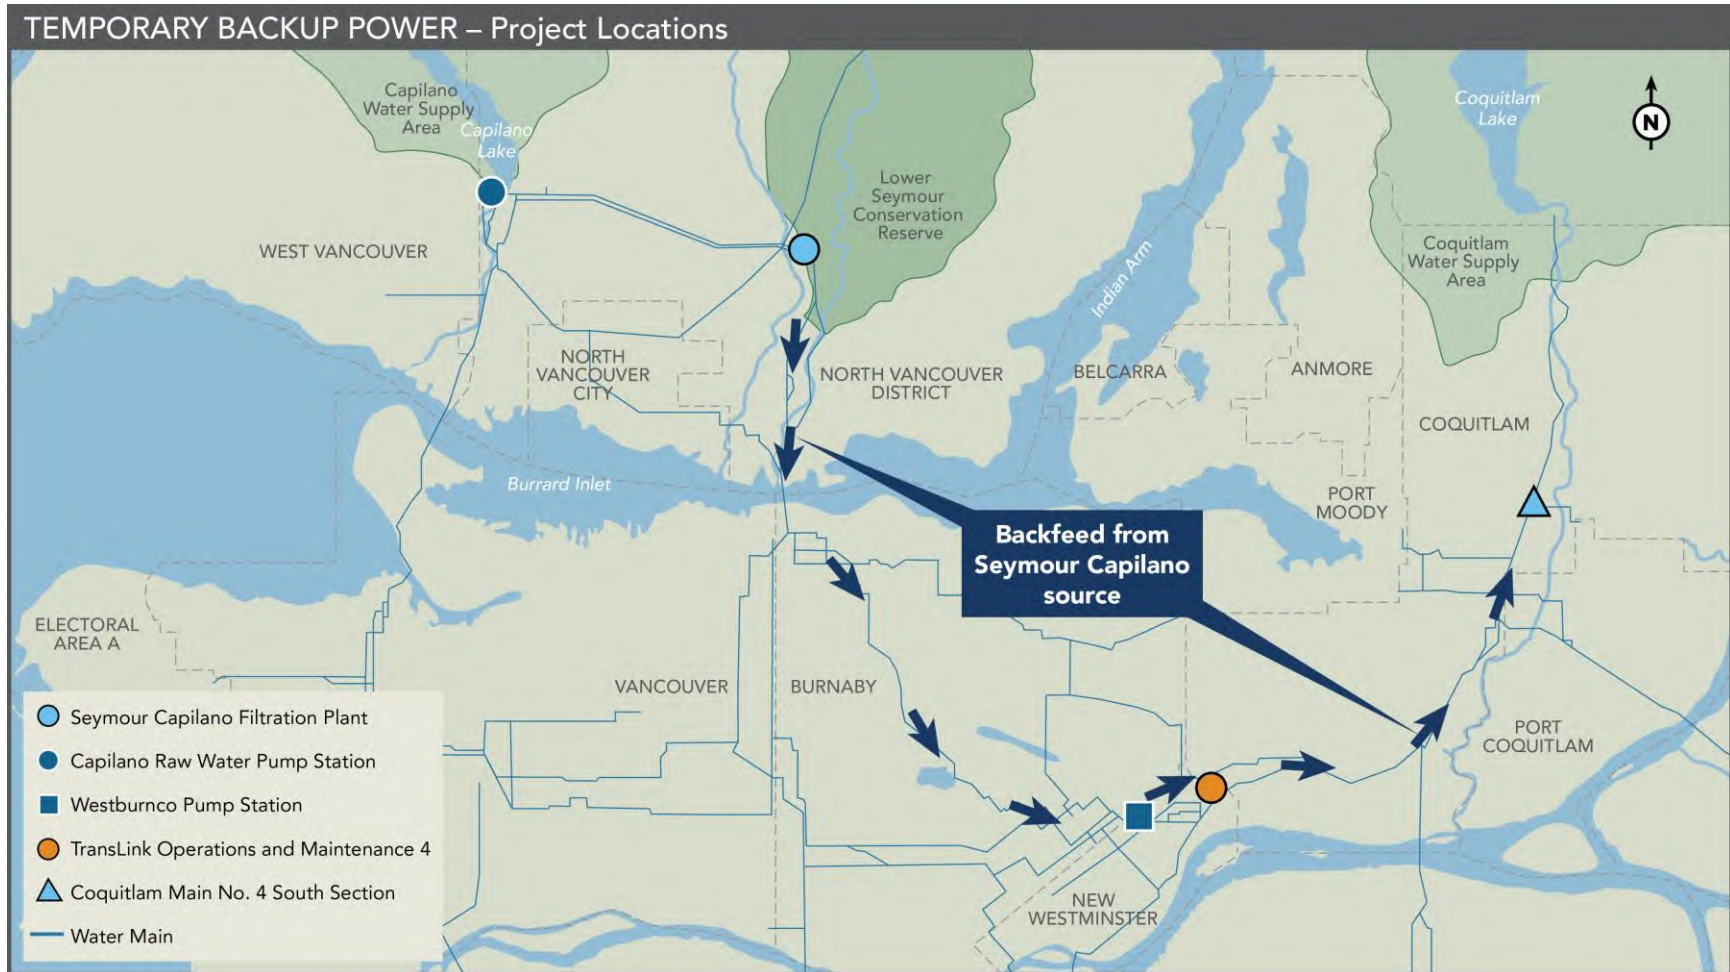 TEMPORARY BACKUP POWER – Project Locations
Capilano
Water Supply
Area
Capilano
Lake
Lower
Seymour
Conservation
Reserve
Coquitlam
Lake
N
WEST VANCOUVER
Coquitlam
Water Supply
Area
Indian Arm
NORTH
VANCOUVER
CITY
NORTH VANCOUVER
DISTRICT
BELCARRA
ANMORE
COQUITLAM
Burrard Inlet
PORT
MOODY
Backfeed from
Seymour Capilano
source
ELECTORAL
AREA A
VANCOUVER
BURNABY
PORT
COQUITLAM
NEW
WESTMINSTER
Seymour Capilano Filtration Plant
Capilano Raw Water Pump Station
Westburnco Pump Station
TransLink Operations and Maintenance 4
Coquitlam Main No. 4 South Section
Water Main